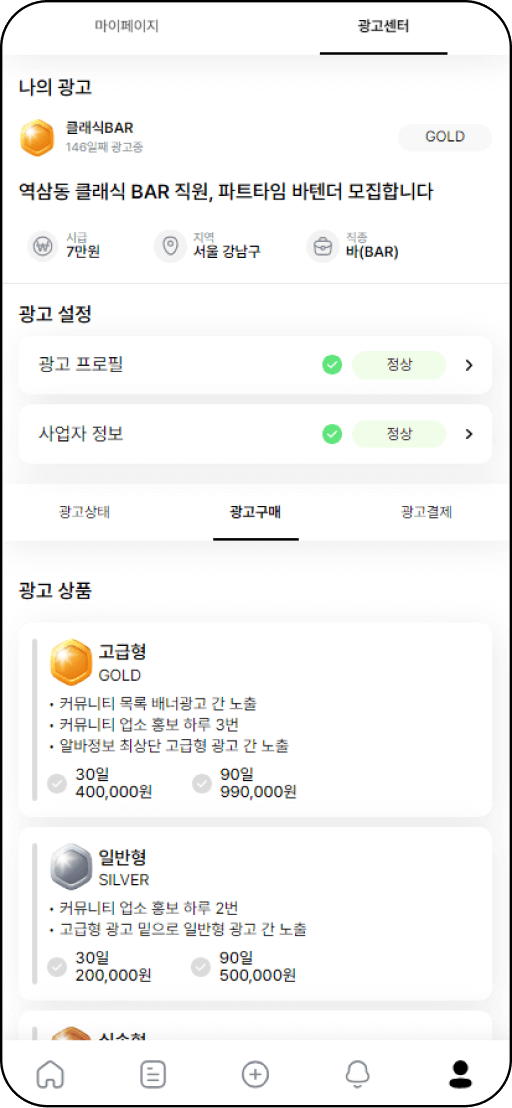 마이페이지 광고센터
나의 광고
클래식BAR
146일째 광고중
GOLD
역삼동 클래식 BAR 직원, 파트타임 바텐더 모집합니다
시급
7만원
지역
서울 강남구
직종
바(BAR)
광고 설정
광고 프로필 정상
사업자 정보 정상
광고상태 광고구매 광고결제
광고 상품
고급형
GOLD
• 커뮤니티 목록 배너광고 간 노출
• 커뮤니티 업소 홍보 하루 3번
• 알바정보 최상단 고급형 광고 간 노출
30일 90일
400,000원 990,000원
일반형
SILVER
• 커뮤니티 업소 홍보 하루 2번
• 고급형 광고 밑으로 일반형 광고 간 노출
30일 90일
200,000원 500,000원